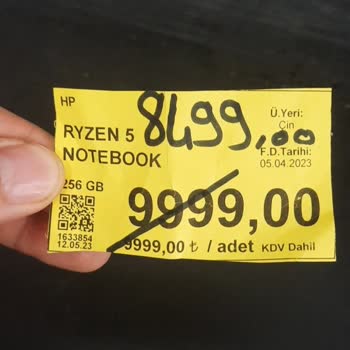 HP
8499,00
Ü.Yeri:
Çin
RYZEN 5
F.D.Tarihi:
NOTEBOOK
05.04.2023
256 GB
9999,00
1633854
12.05.23
9999,00 ₺ / adet KDV Dahil